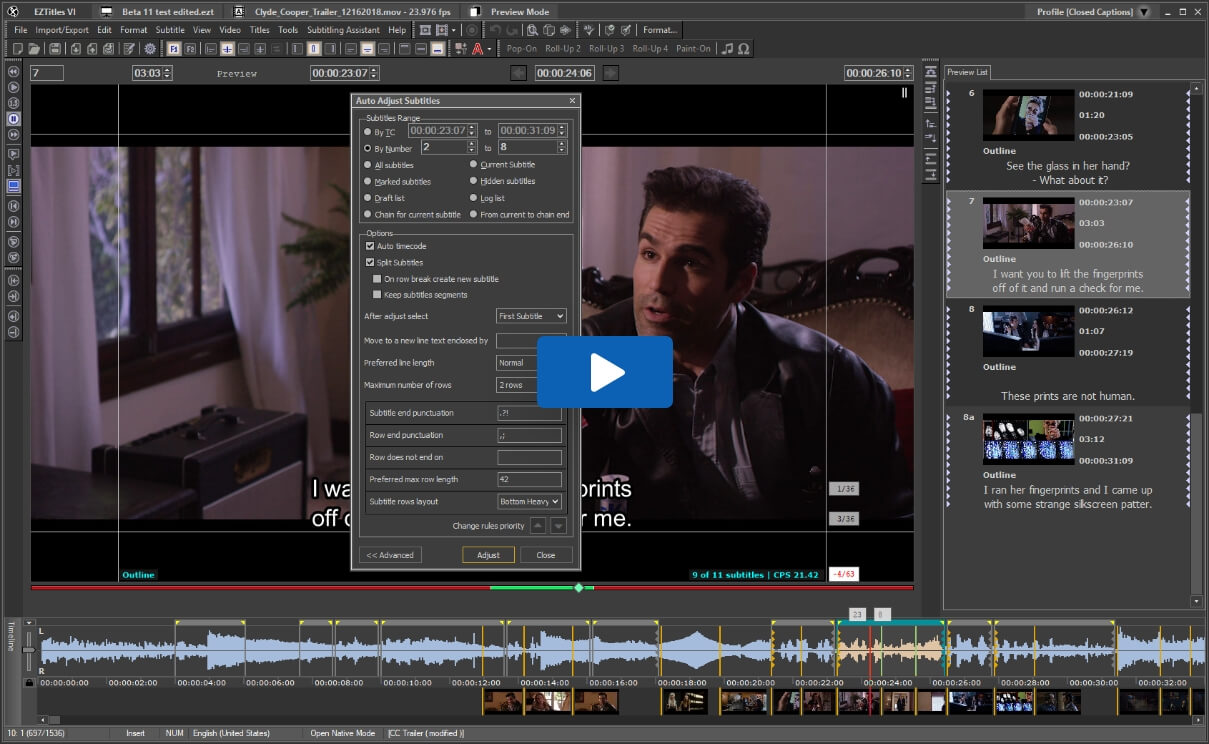 EZTitles VI
Beta 11 test edited.ezt
Clyde_Cooper_Trailer_12162018.mov - 23.976 fps
Preview Mode
Profile (Closed Captions)
File Import/Export Edit Format Subtitle View Video Titles Tools Subtitling Assistant Help
Format...
Pop-On Roll-Up 2 Roll-Up 3 Roll-Up 4 Paint-On
7
03:03
Preview
00:00:23:07
00:00:24:06
00:00:26:10
Auto Adjust Subtitles
Subtitles Range
By TC 00:00:23:07 to 00:00:31:09
By Number 2 to 8
All subtitles
Current Subtitle
Marked subtitles
Hidden subtitles
Draft list
Log list
Chain for current subtitle
From current to chain end
Options
Auto timecode
Split Subtitles
On row break create new subtitle
Keep subtitles segments
After adjust select First Subtitle
Move to a new line text enclosed by
Preferred line length Normal
Maximum number of rows 2 rows
Subtitle end punctuation .?!
Row end punctuation ,;
Row does not end on
Preferred max row length 42
Subtitle rows layout Bottom Heavy
Change rules priority
<< Advanced
Adjust
Close
I wa
prints
off
r me.
1/36
3/36
-4/63
Outline
9 of 11 subtitles | CPS 21.42
Preview List
6
00:00:21:09
01:20
00:00:23:05
Outline
See the glass in her hand?
- What about it?
7
00:00:23:07
03:03
00:00:26:10
Outline
I want you to lift the fingerprints
off of it and run a check for me.
8
00:00:26:12
01:07
00:00:27:19
Outline
These prints are not human.
8a
00:00:27:21
03:12
00:00:31:09
Outline
I ran her fingerprints and I came up
with some strange silkscreen patter.
Timeline
L
R
23
8
00:00:00:00 00:00:02:00 00:00:04:00 00:00:06:00 00:00:08:00 00:00:10:00 00:00:12:00 00:00:14:00 00:00:16:00 00:00:18:00 00:00:20:00 00:00:22:00 00:00:24:00 00:00:26:00 00:00:28:00 00:00:30:00 00:00:32:00
10: 1 (697/1536)
Insert
NUM
English (United States)
Open Native Mode
[CC Trailer ( modified )]